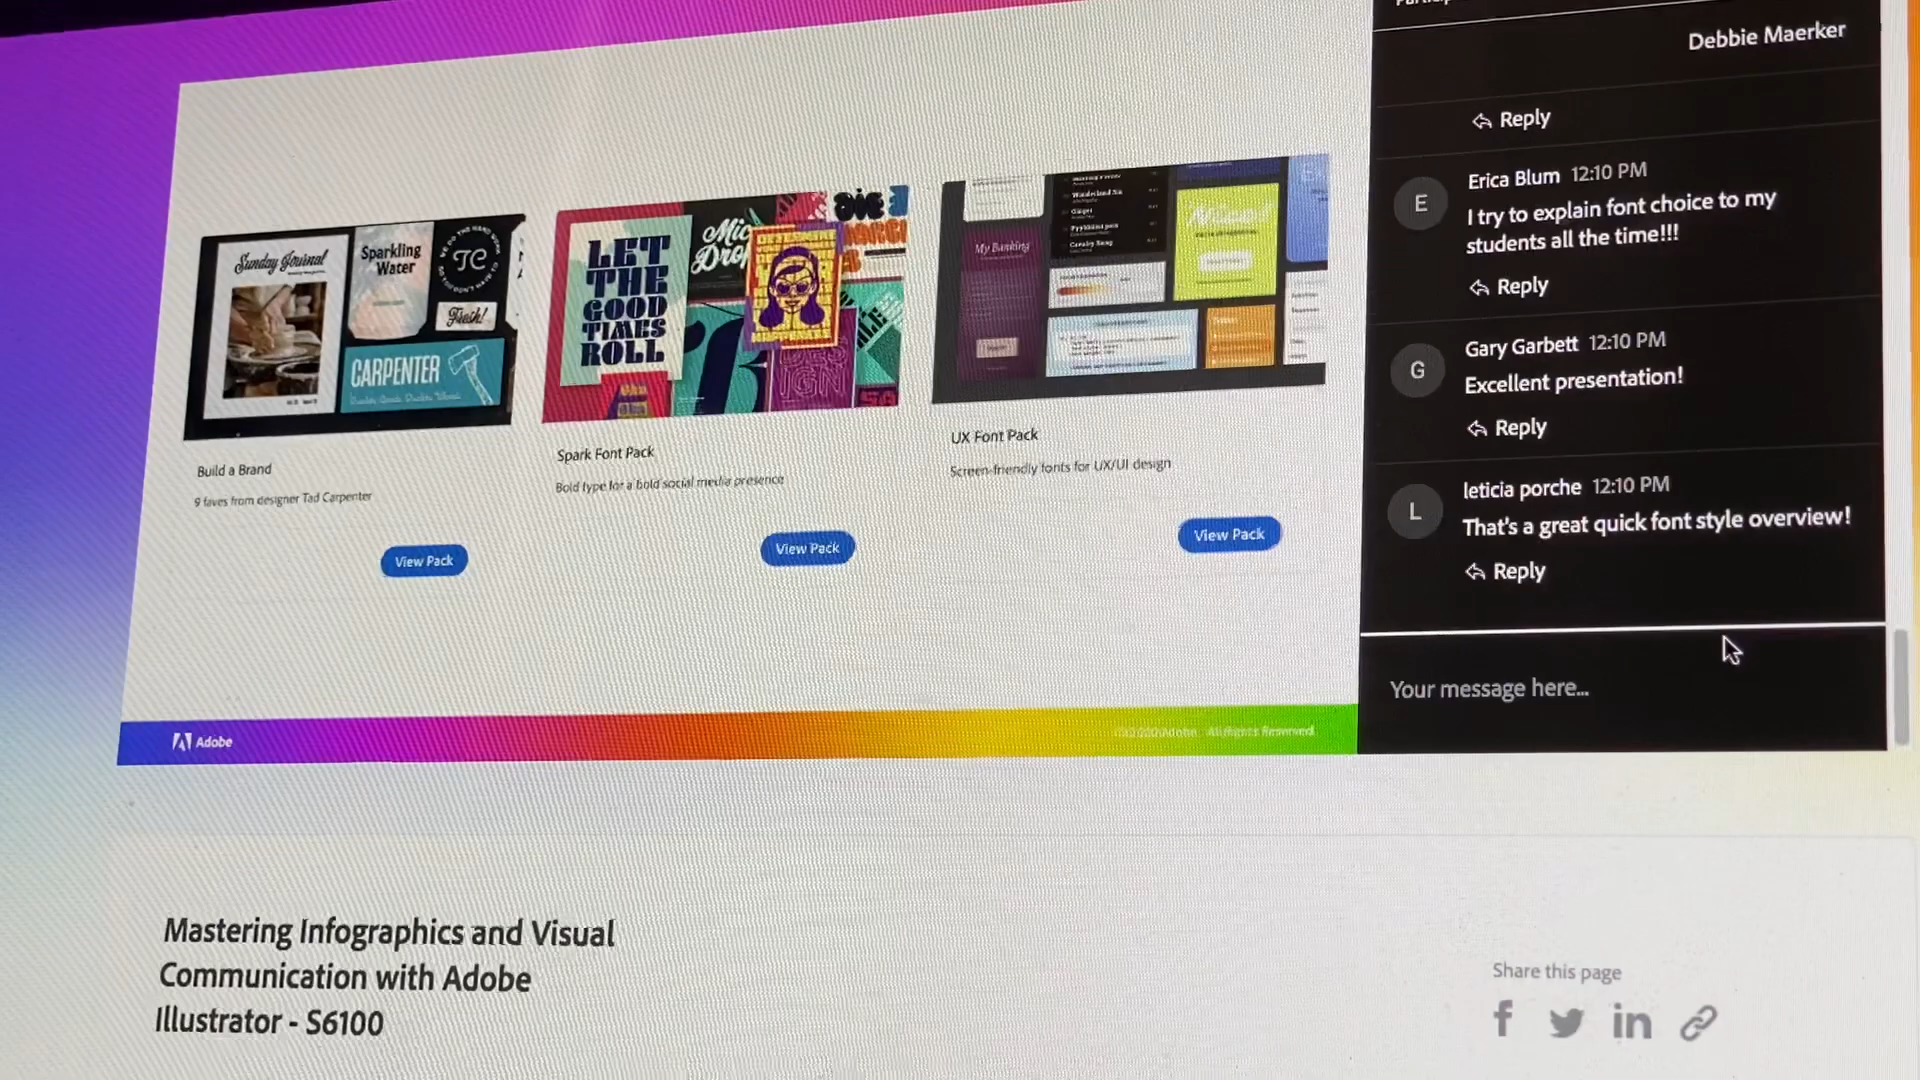 Debbie Maerker
Reply
Erica Blum 12:10 PM
I try to explain font choice to my
students all the time!!!
Reply
G
Gary Garbett 12:10 PM
Excellent presentation!
Reply
L
leticia porche 12:10 PM
That's a great quick font style overview!
Reply
Your message here...
E
Sunday Journal
Sparkling
Water
TC
Fresh!
CARPENTER
LET
THE
GOOD
TIMES
ROLL
My Banking
Nice!
Build a Brand
9 faves from designer Tad Carpenter
View Pack
Spark Font Pack
Bold type for a bold social media presence
View Pack
UX Font Pack
Screen-friendly fonts for UX/UI design
View Pack
Adobe
All Rights Reserved
Mastering Infographics and Visual
Communication with Adobe
Illustrator - S6100
Share this page